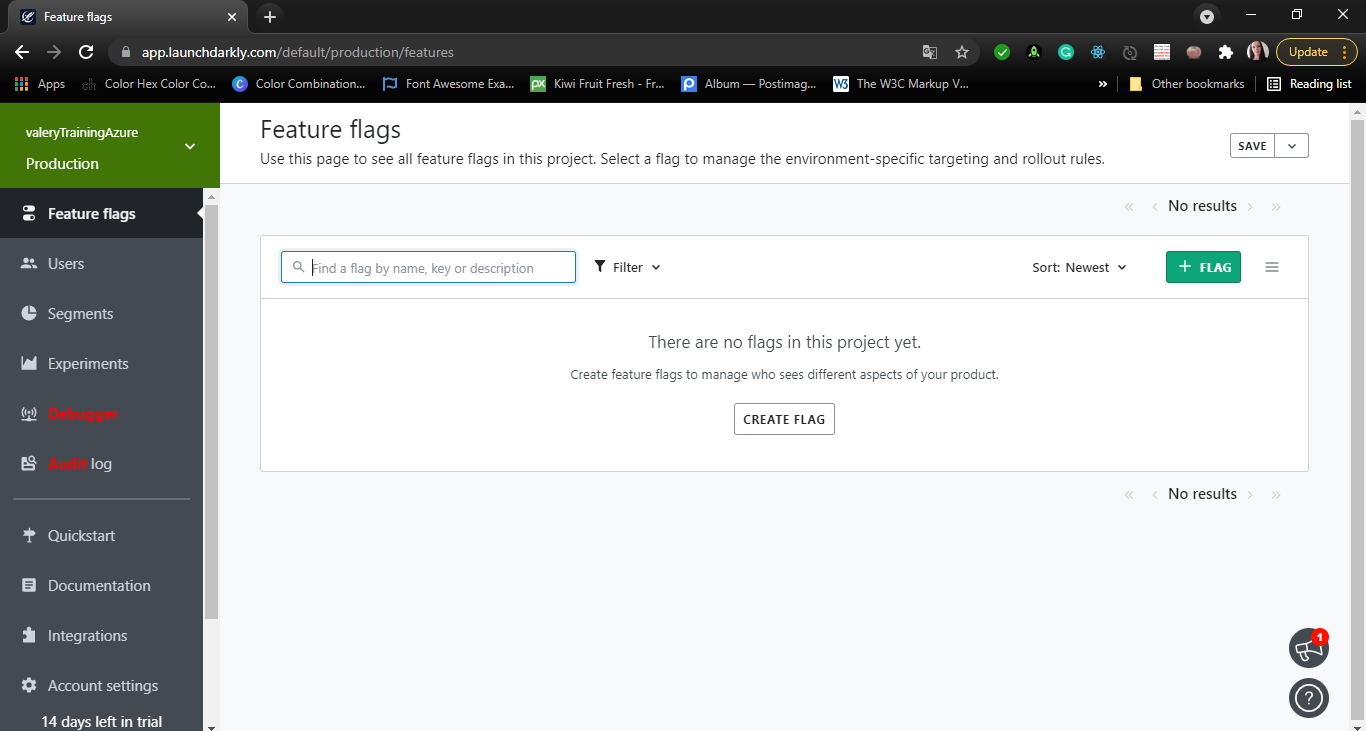 Feature flags
app.launchdarkly.com/default/production/features
Update
Apps
Color Hex Color Co...
Color Combination...
Font Awesome Exa...
px
Kiwi Fruit Fresh - Fr...
Album — Postimag...
W3
The W3C Markup V...
»
Other bookmarks
Reading list
valeryTrainingAzure
Production
Feature flags
Users
Segments
Experiments
Debugger
Audit log
Quickstart
Documentation
Integrations
Account settings
14 days left in trial
Feature flags
Use this page to see all feature flags in this project. Select a flag to manage the environment-specific targeting and rollout rules.
SAVE
« ‹ No results › »
Find a flag by name, key or description
Filter
Sort: Newest
+ FLAG
There are no flags in this project yet.
Create feature flags to manage who sees different aspects of your product.
CREATE FLAG
« ‹ No results › »
1
?